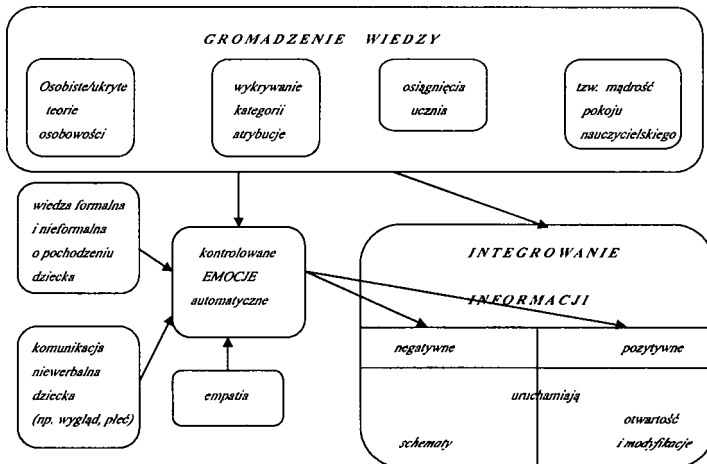 GROMADZENIE WIEDZY
Osobiste/ukryte
teorie
osobowości
wykrywanie
kategorii
atrybucje
osiągnięcia
ucznia
tzw. mądrość
pokoju
nauczycielskiego
wiedza formalna
i nieformalna
o pochodzeniu
dziecka
kontrolowane
EMOCJE
automatyczne
INTEGROWANIE
INFORMACJI
negatywne
pozytywne
komunikacja
niewerbalna
dziecka
(np. wygląd, płeć)
empatia
uruchamiają
schematy
otwartość
i modyfikacje